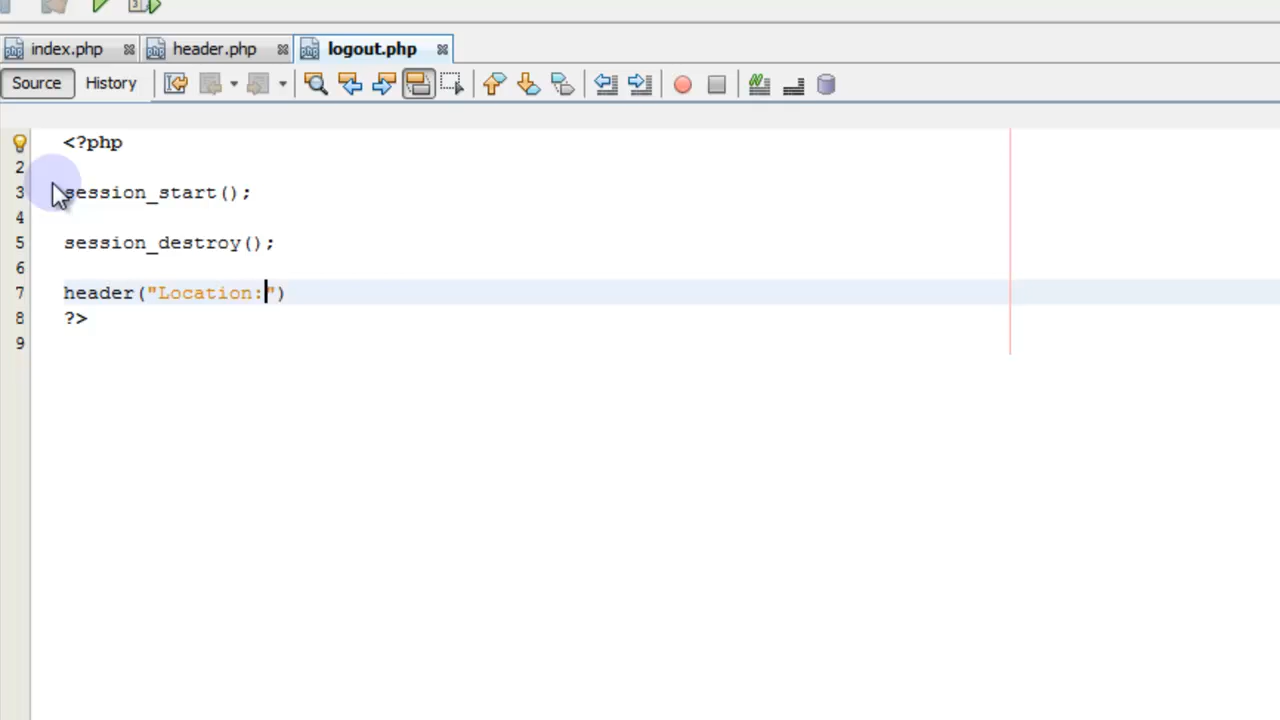 index.php header.php logout.php
Source History
<?php
2
3 session_start();
4
5 session_destroy();
6
7 header("Location:")
8 ?>
9